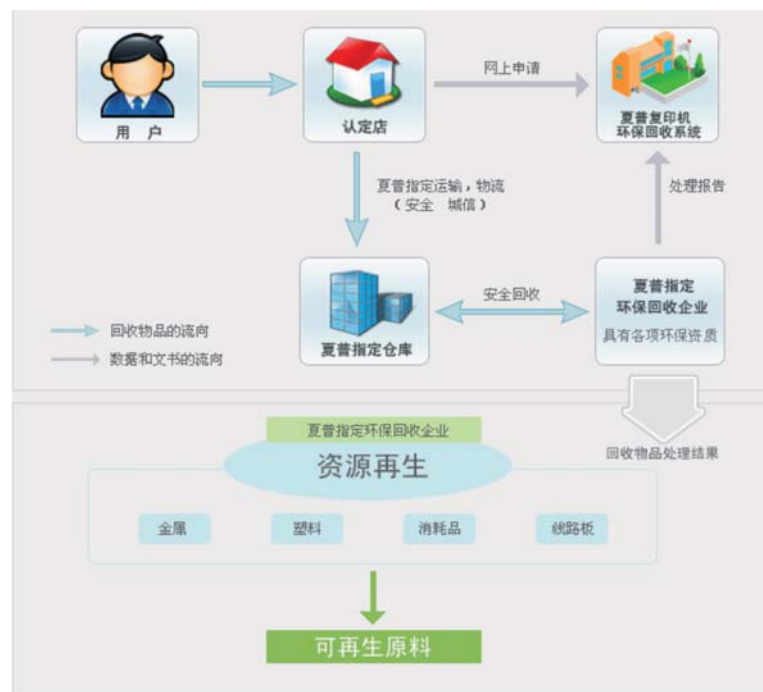 用 户
认定店
网上申请
夏普复印机
环保回收系统
夏普指定运输，物流
（安全 城信）
处理报告
夏普指定仓库
安全回收
夏普指定
环保回收企业
具有各项环保资质
回收物品的流向
数据和文书的流向
夏普指定环保回收企业
资源再生
回收物品处理结果
金属
塑料
消耗品
线路板
可再生原料